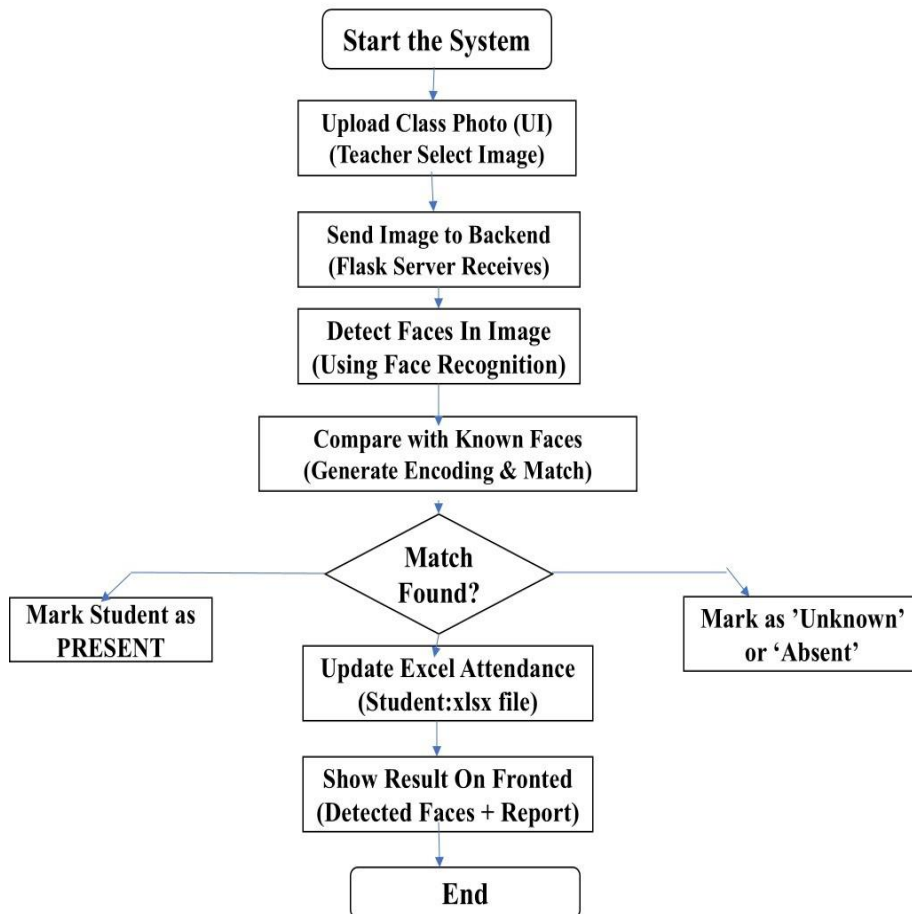 Start the System
Upload Class Photo (UI)
(Teacher Select Image)
Send Image to Backend
(Flask Server Receives)
Detect Faces In Image
(Using Face Recognition)
Compare with Known Faces
(Generate Encoding & Match)
Match
Found?
Mark Student as
PRESENT
Mark as ’Unknown’
or ‘Absent’
Update Excel Attendance
(Student:xlsx file)
Show Result On Fronted
(Detected Faces + Report)
End